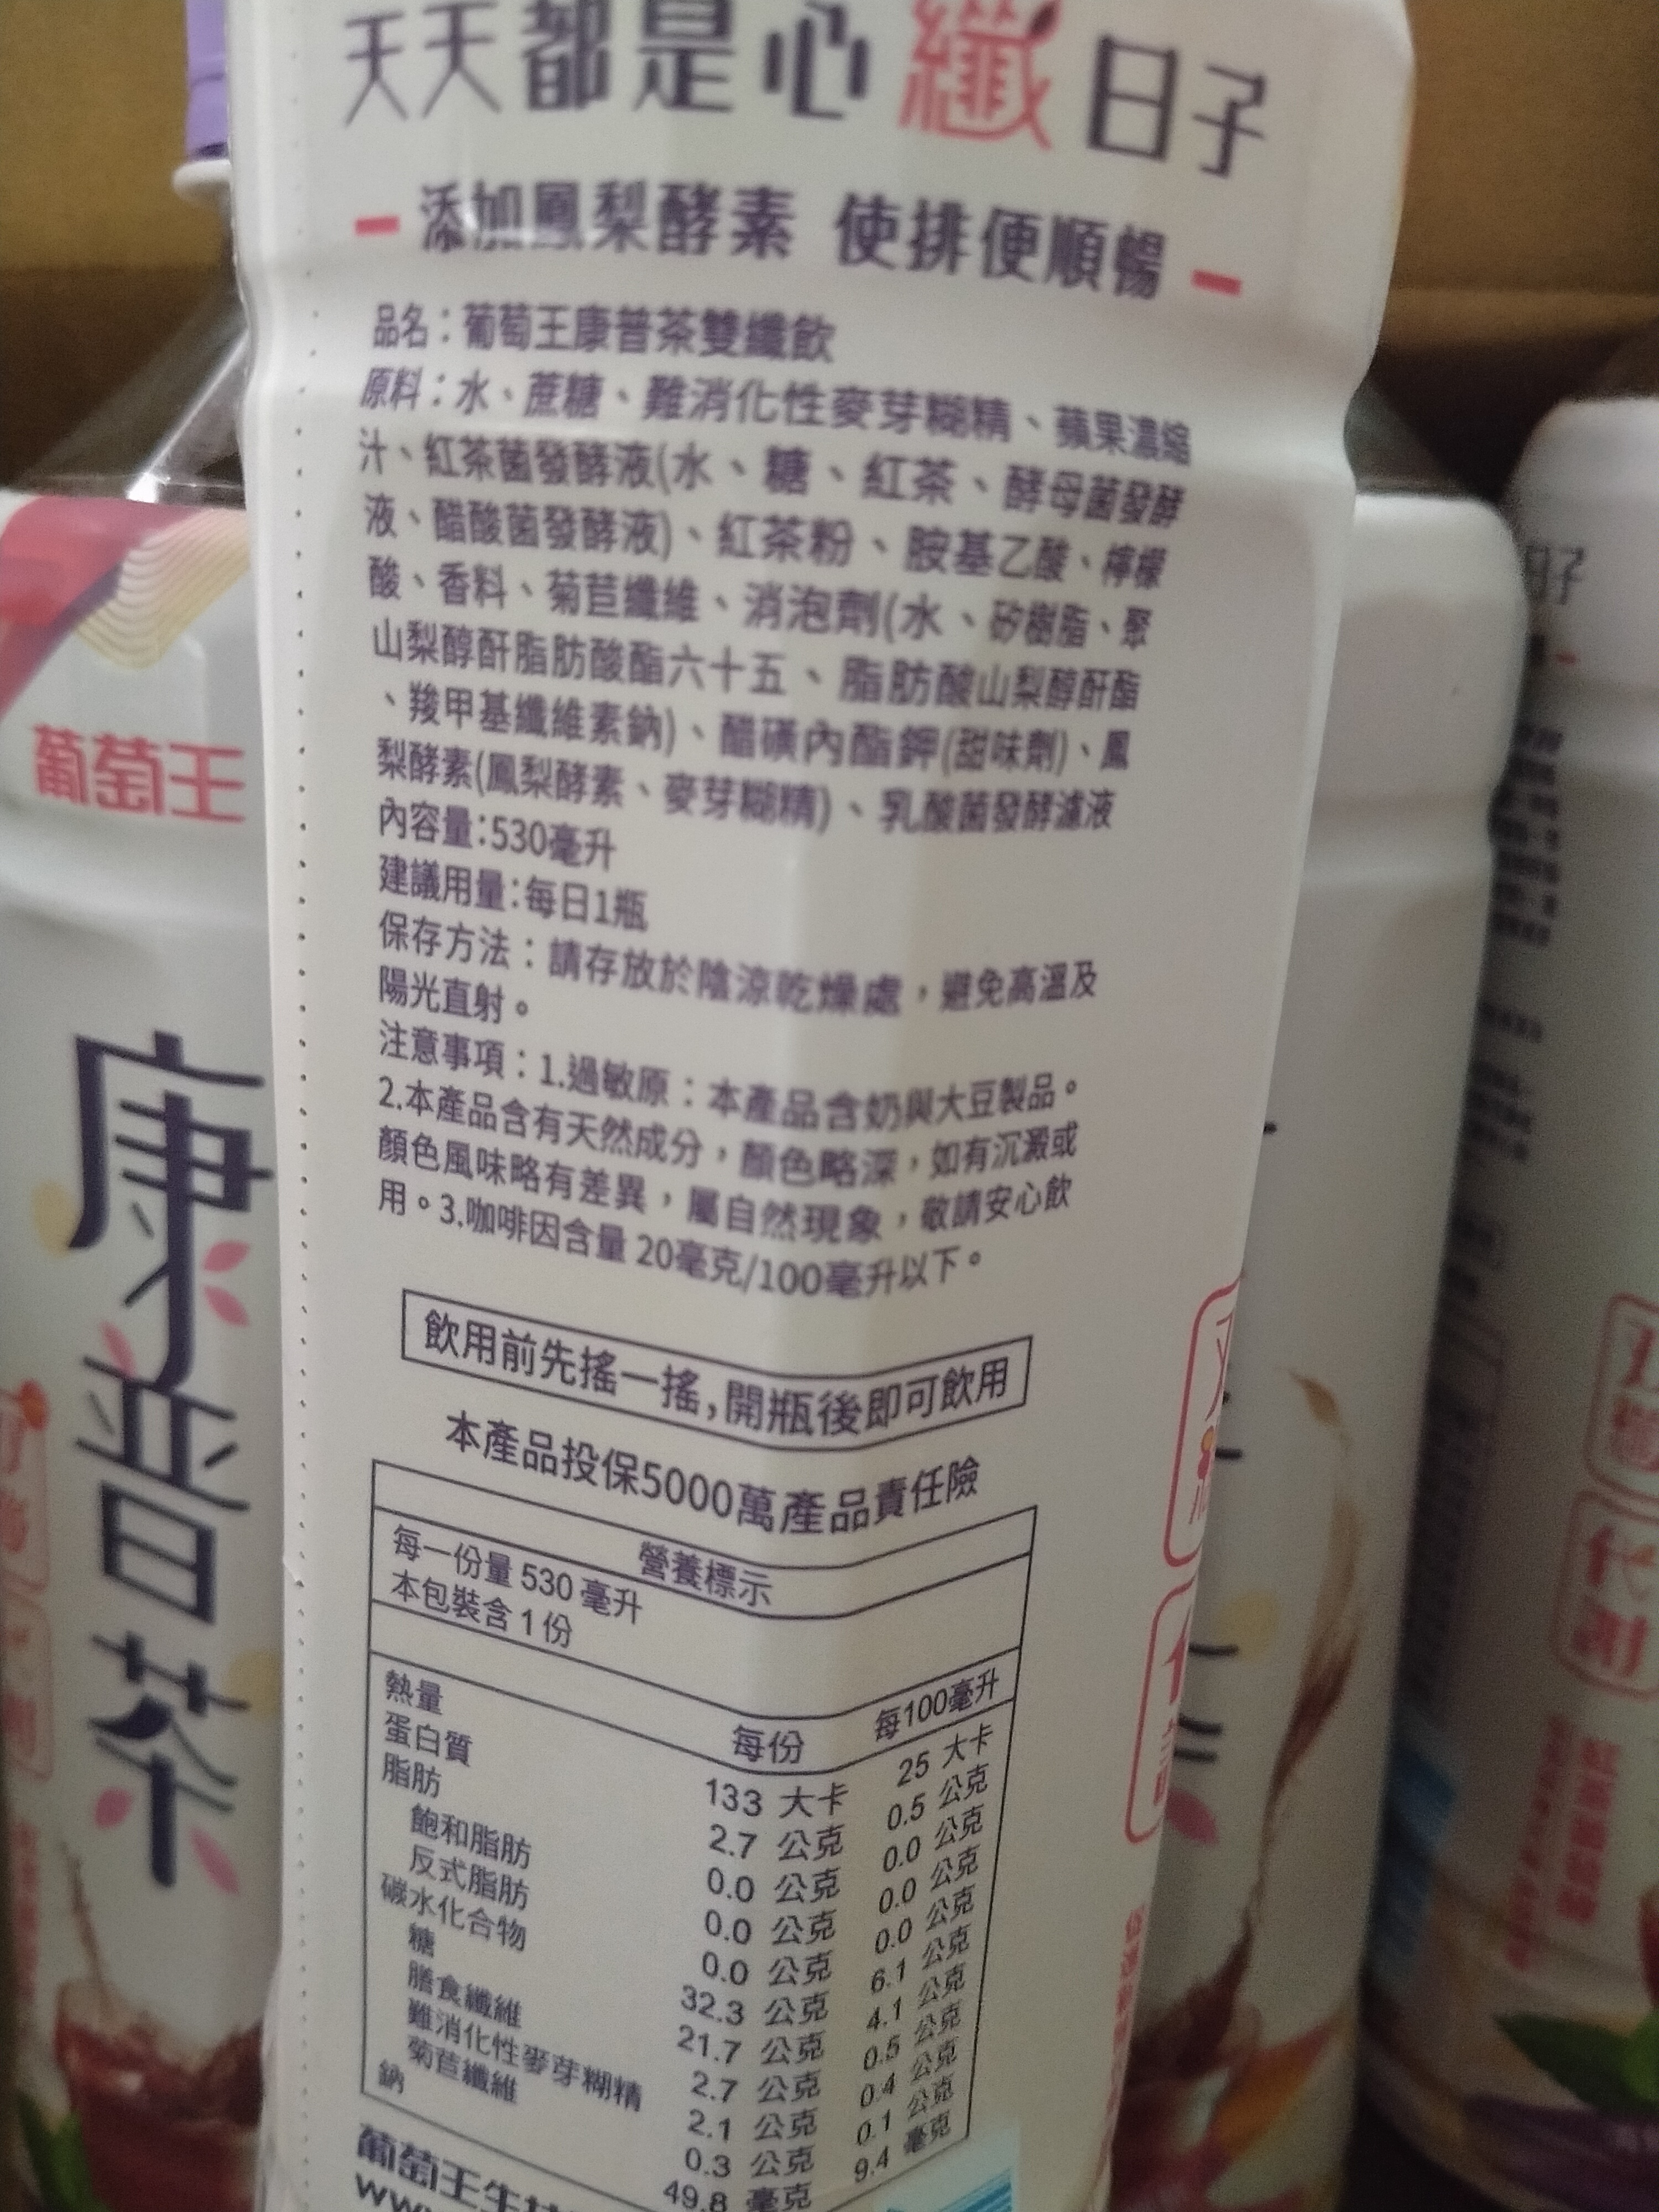 天天都是心纖日子
添加鳳梨酵素 使排便順暢
品名：葡萄王康普茶雙纖飲
原料：水、蔗糖、難消化性麥芽糊精、蘋果濃縮
汁、紅茶菌發酵液(水、糖、紅茶、酵母菌發酵
液、醋酸菌發酵液)、紅茶粉、胺基乙酸、檸檬
酸、香料、菊苣纖維、消泡劑(水、矽樹脂、聚
山梨醇酐脂肪酸酯六十五、脂肪酸山梨醇酐酯
、羧甲基纖維素鈉)、醋磺內酯鉀(甜味劑)、鳳
梨酵素(鳳梨酵素、麥芽糊精)、乳酸菌發酵濾液
內容量:530毫升
建議用量:每日1瓶
保存方法：請存放於陰涼乾燥處，避免高溫及
陽光直射。
注意事項：1.過敏原：本產品含奶與大豆製品。
2.本產品含有天然成分，顏色略深，如有沉澱或
顏色風味略有差異，屬自然現象，敬請安心飲
用。3.咖啡因含量 20毫克/100毫升以下。
飲用前先搖一搖,開瓶後即可飲用
本產品投保5000萬產品責任險
營養標示
每一份量 530 毫升
本包裝含 1 份
每份 每100毫升
熱量 133 大卡 25 大卡
蛋白質 2.7 公克 0.5 公克
脂肪 0.0 公克 0.0 公克
飽和脂肪 0.0 公克 0.0 公克
反式脂肪 0.0 公克 0.0 公克
碳水化合物 32.3 公克 6.1 公克
糖 21.7 公克 4.1 公克
膳食纖維 2.7 公克 0.5 公克
難消化性麥芽糊精 2.1 公克 0.4 公克
菊苣纖維 0.3 公克 0.1 公克
鈉 49.8 毫克 9.4 毫克
葡萄王生技
葡萄王
康普茶
日子
代謝